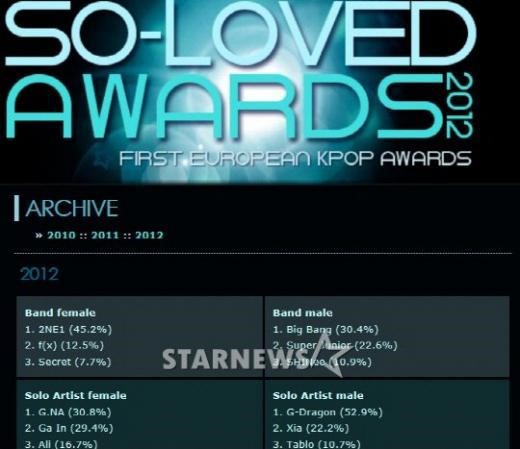 SO-LOVED
AWARDS 2012
FIRST EUROPEAN KPOP AWARDS
ARCHIVE
» 2010 :: 2011 :: 2012
2012
Band female
1. 2NE1 (45.2%)
2. f(x) (12.5%)
3. Secret (7.7%)
Band male
1. Big Bang (30.4%)
2. Super Junior (22.6%)
3. SHINee (10.9%)
STARNEWS
Solo Artist female
1. G.NA (30.8%)
2. Ga In (29.4%)
3. Ali (16.7%)
Solo Artist male
1. G-Dragon (52.9%)
2. Xia (22.2%)
3. Tablo (10.7%)